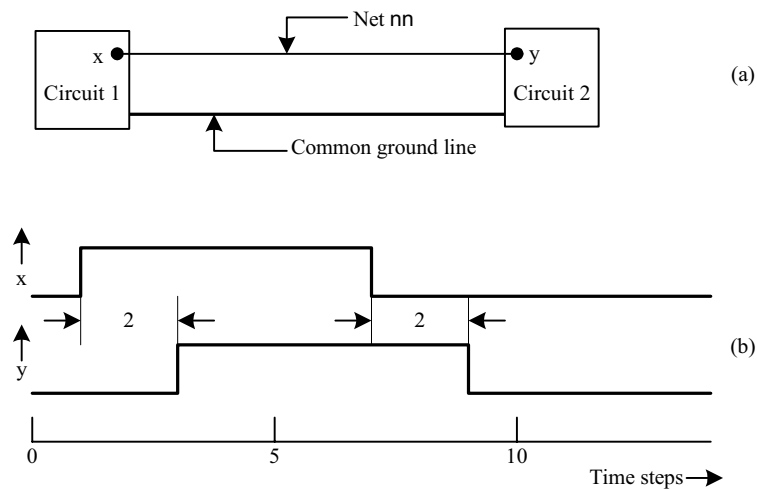 Net nn
x
y
(a)
Circuit 1
Circuit 2
Common ground line
x
2
2
y
(b)
0
5
10
Time steps